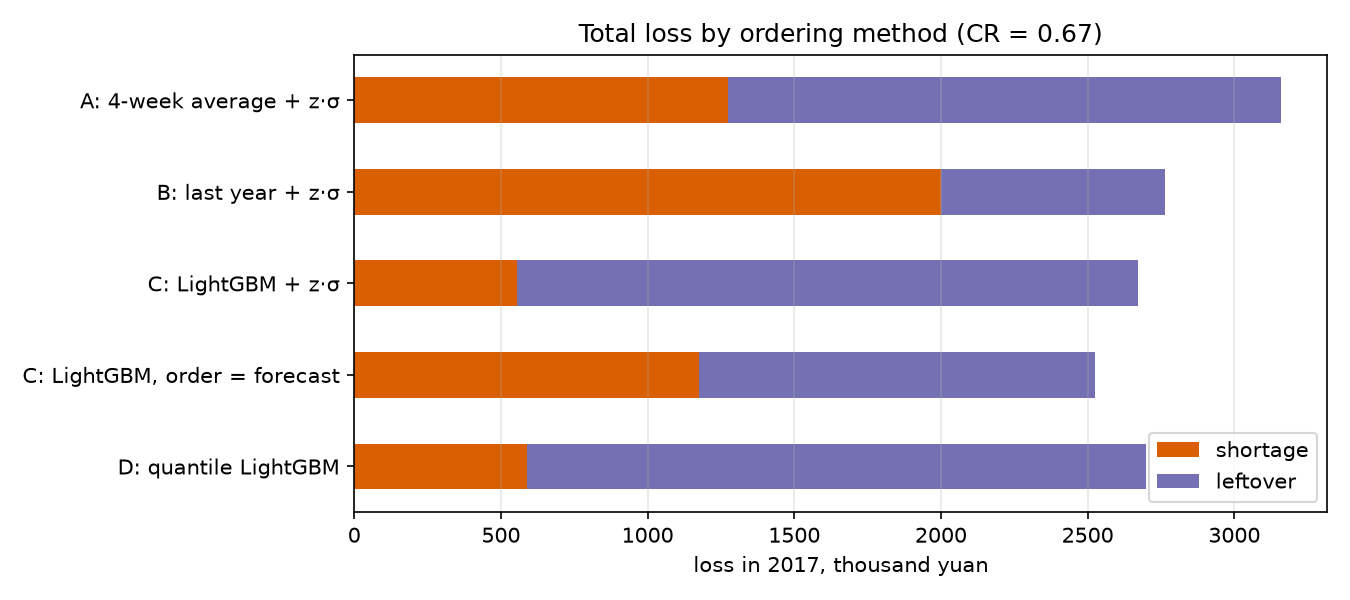 Total loss by ordering method (CR = 0.67)
A: 4-week average + z·σ
B: last year + z·σ
C: LightGBM + z·σ
C: LightGBM, order = forecast
D: quantile LightGBM
shortage
leftover
0 500 1000 1500 2000 2500 3000
loss in 2017, thousand yuan